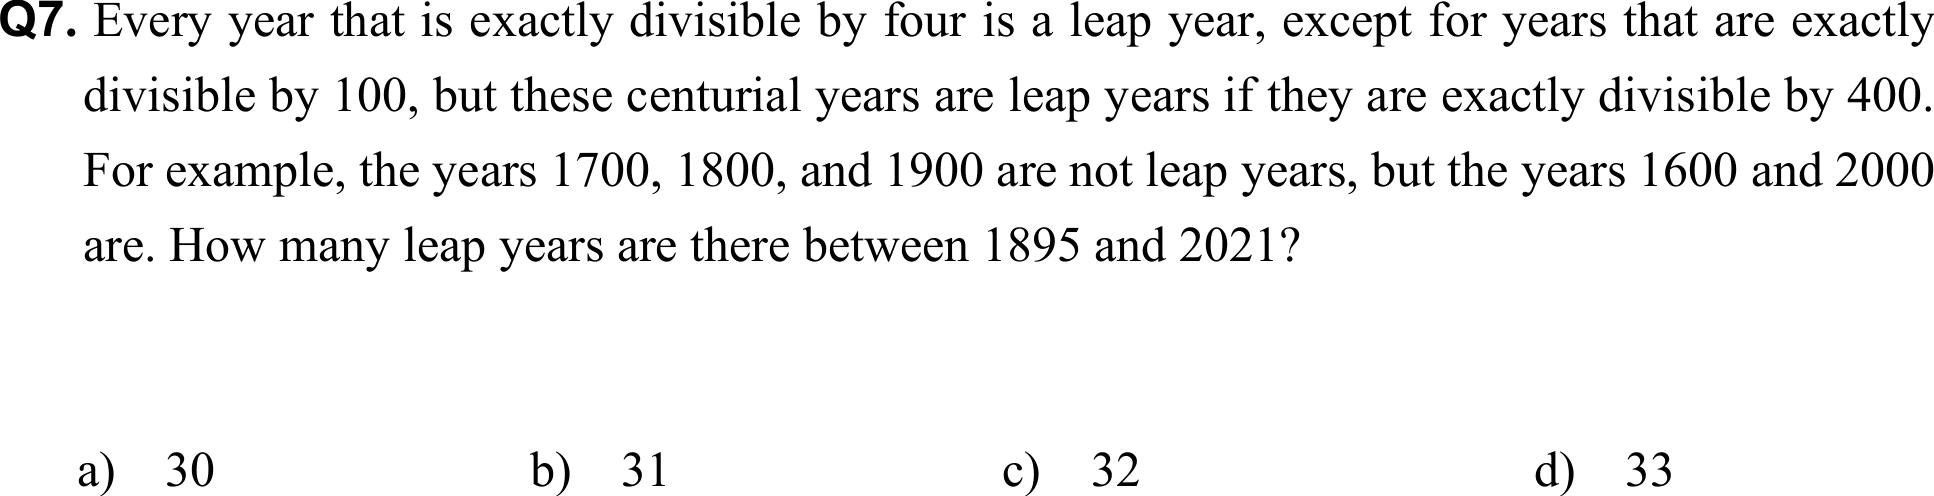 Q7. Every year that is exactly divisible by four is a leap year, except for years that are exactly
divisible by 100, but these centurial years are leap years if they are exactly divisible by 400.
For example, the years 1700, 1800, and 1900 are not leap years, but the years 1600 and 2000
are. How many leap years are there between 1895 and 2021?
a) 30 b) 31 c) 32 d) 33